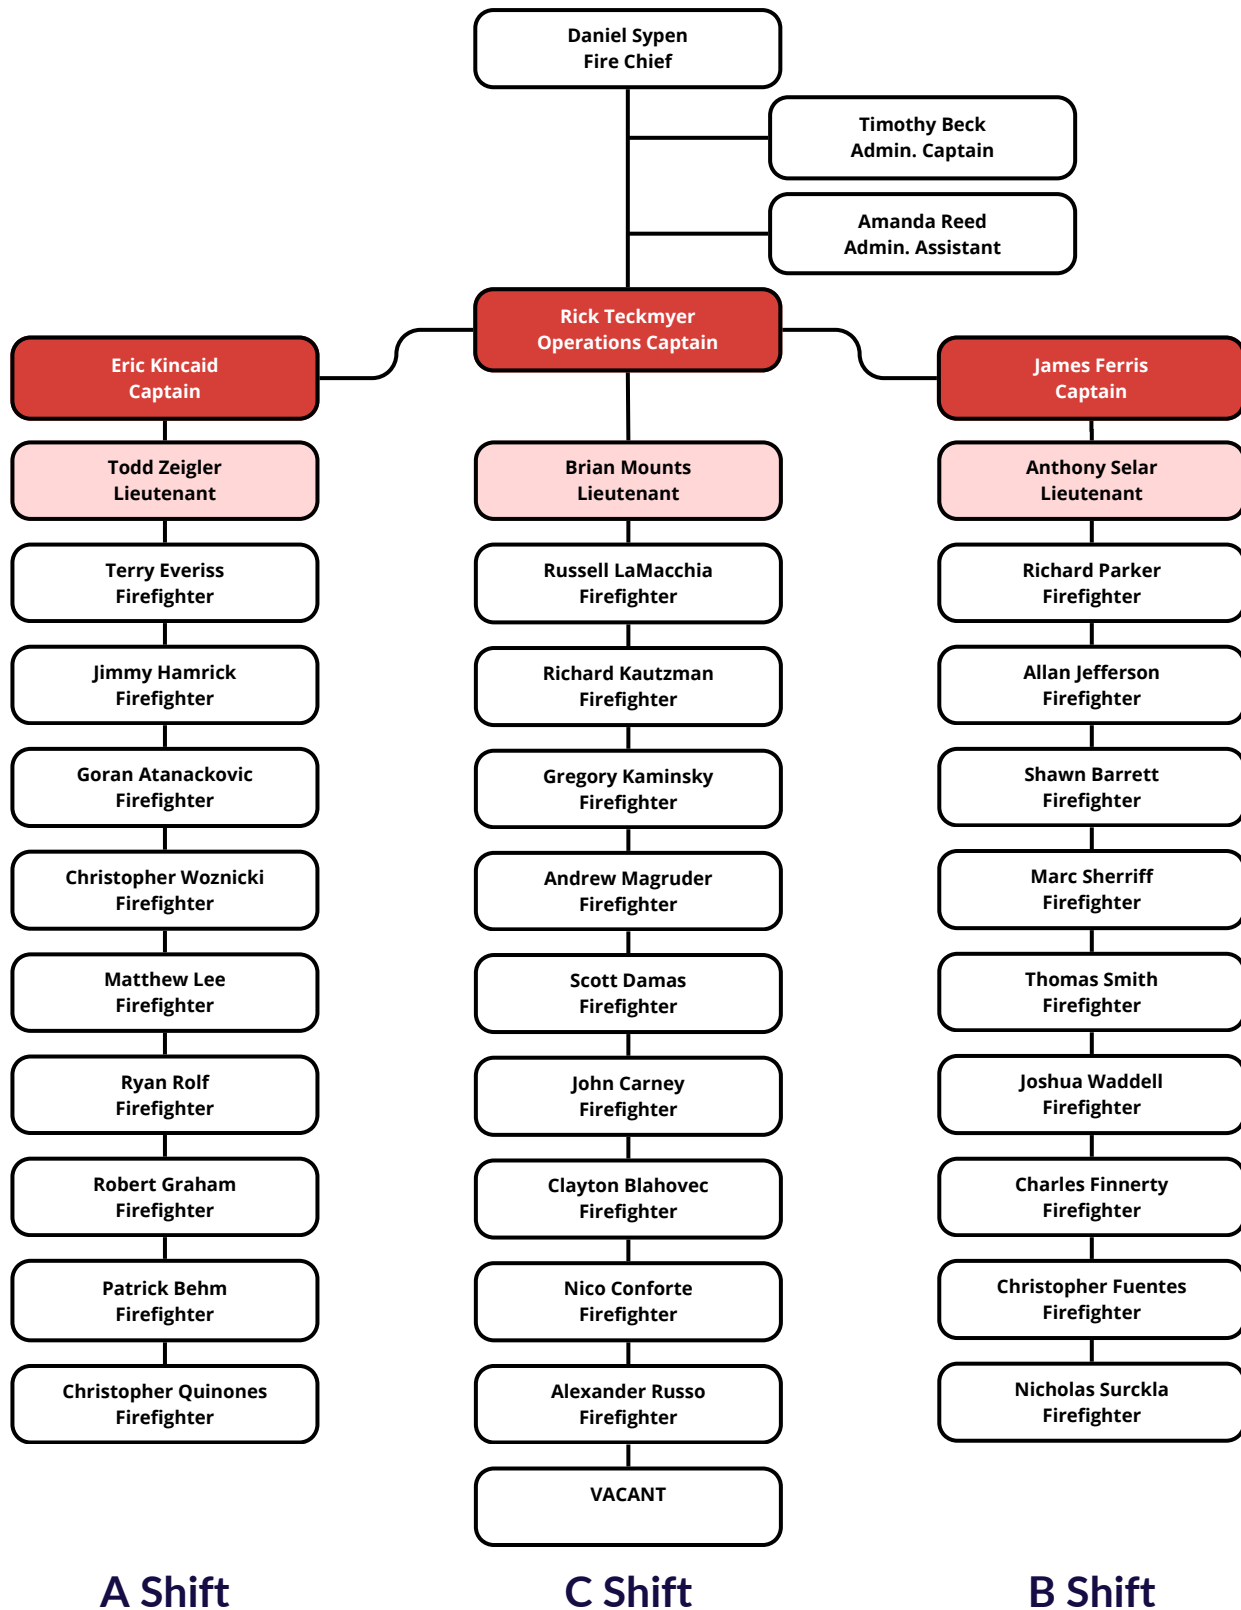 Daniel Sypen
Fire Chief
Timothy Beck
Admin. Captain
Amanda Reed
Admin. Assistant
Rick Teckmyer
Operations Captain
Eric Kincaid
Captain
James Ferris
Captain
Todd Zeigler
Lieutenant
Terry Everiss
Firefighter
Jimmy Hamrick
Firefighter
Goran Atanackovic
Firefighter
Christopher Woznicki
Firefighter
Matthew Lee
Firefighter
Ryan Rolf
Firefighter
Robert Graham
Firefighter
Patrick Behm
Firefighter
Christopher Quinones
Firefighter
A Shift
Brian Mounts
Lieutenant
Russell LaMacchia
Firefighter
Richard Kautzman
Firefighter
Gregory Kaminsky
Firefighter
Andrew Magruder
Firefighter
Scott Damas
Firefighter
John Carney
Firefighter
Clayton Blahovec
Firefighter
Nico Conforte
Firefighter
Alexander Russo
Firefighter
VACANT
C Shift
Anthony Selar
Lieutenant
Richard Parker
Firefighter
Allan Jefferson
Firefighter
Shawn Barrett
Firefighter
Marc Sherriff
Firefighter
Thomas Smith
Firefighter
Joshua Waddell
Firefighter
Charles Finnerty
Firefighter
Christopher Fuentes
Firefighter
Nicholas Surckla
Firefighter
B Shift